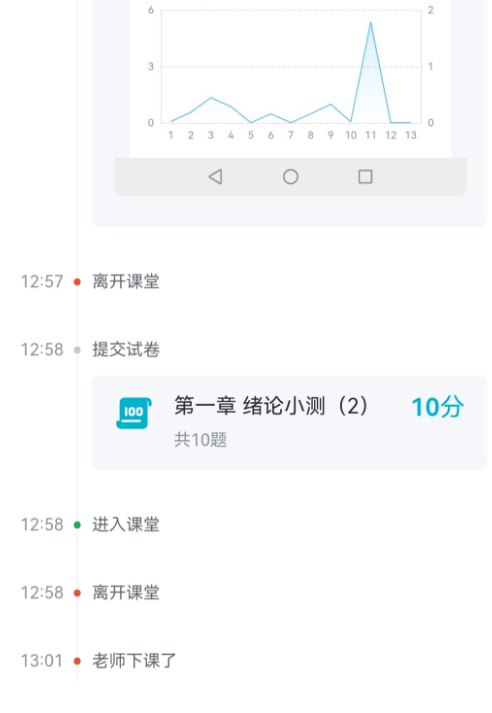 6 2
3 1
0 0
1 2 3 4 5 6 7 8 9 10 11 12 13
12:57 离开课堂
12:58 提交试卷
100 第一章 绪论小测（2） 10分
共10题
12:58 进入课堂
12:58 离开课堂
13:01 老师下课了